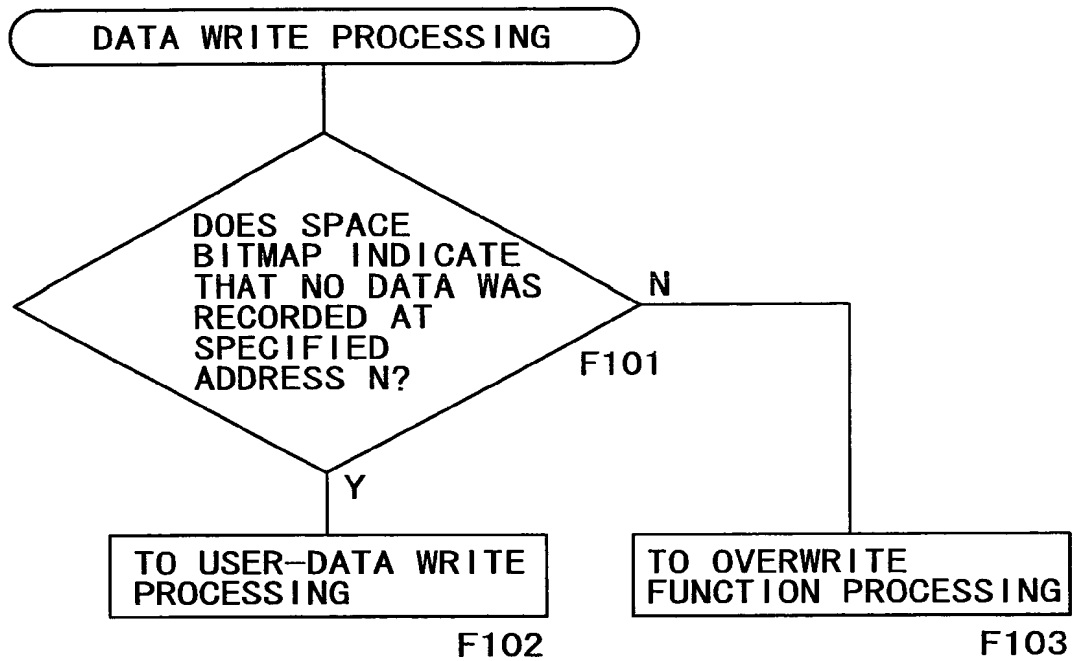 DATA WRITE PROCESSING
DOES SPACE
BITMAP INDICATE
THAT NO DATA WAS
RECORDED AT
SPECIFIED
ADDRESS N?
N
F101
Y
TO USER-DATA WRITE
PROCESSING
F102
TO OVERWRITE
FUNCTION PROCESSING
F103